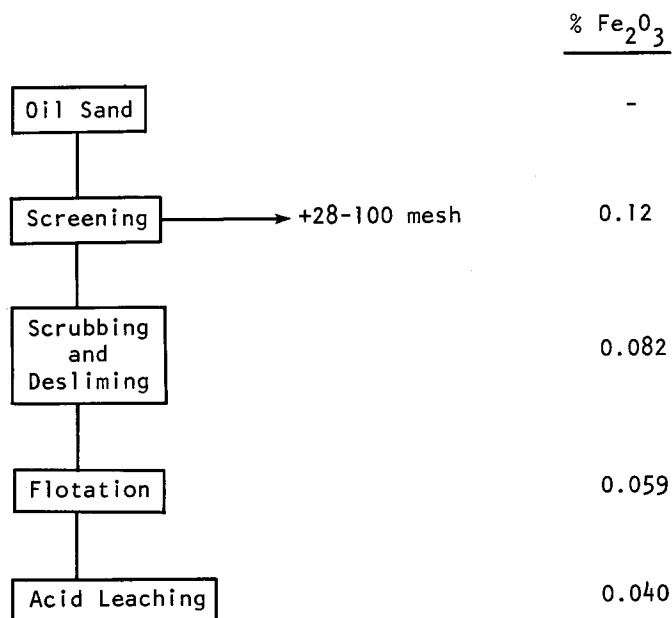 % Fe2O3
Oil Sand -
Screening +28-100 mesh 0.12
Scrubbing
and
Desliming
0.082
Flotation 0.059
Acid Leaching 0.040